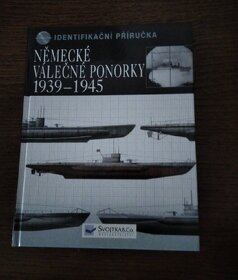 IDENTIFIKAČNÍ PŘÍRUČKA
NĚMECKÉ
VÁLEČNÉ PONORKY
1939–1945
SVOJTKA&CO.